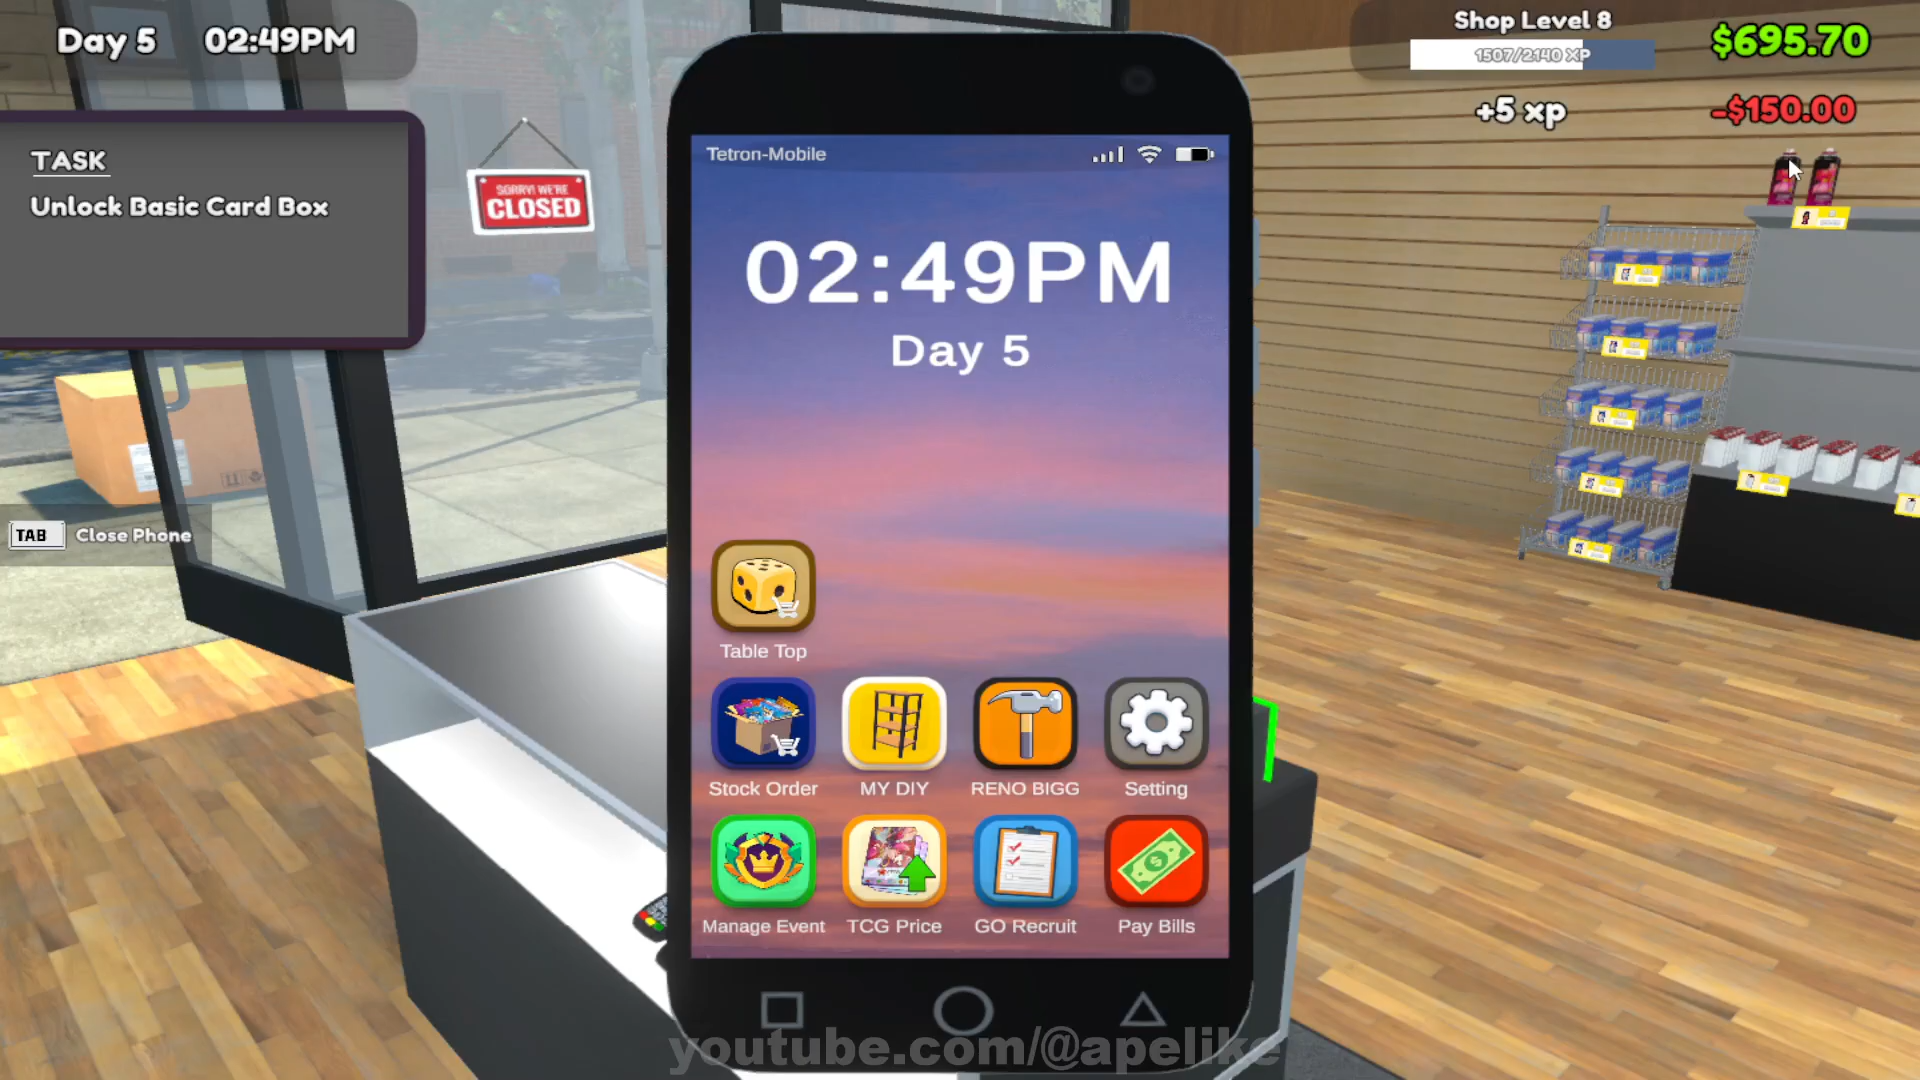 Day 5 02:49PM
Shop Level 8
1507/2140 XP
$695.70
+5 xp
-$150.00
TASK
Unlock Basic Card Box
SORRY! WE'RE
CLOSED
TAB Close Phone
Tetron-Mobile
02:49PM
Day 5
Table Top
Stock Order MY DIY RENO BIGG Setting
Manage Event TCG Price GO Recruit Pay Bills
youtube.com/@apelike